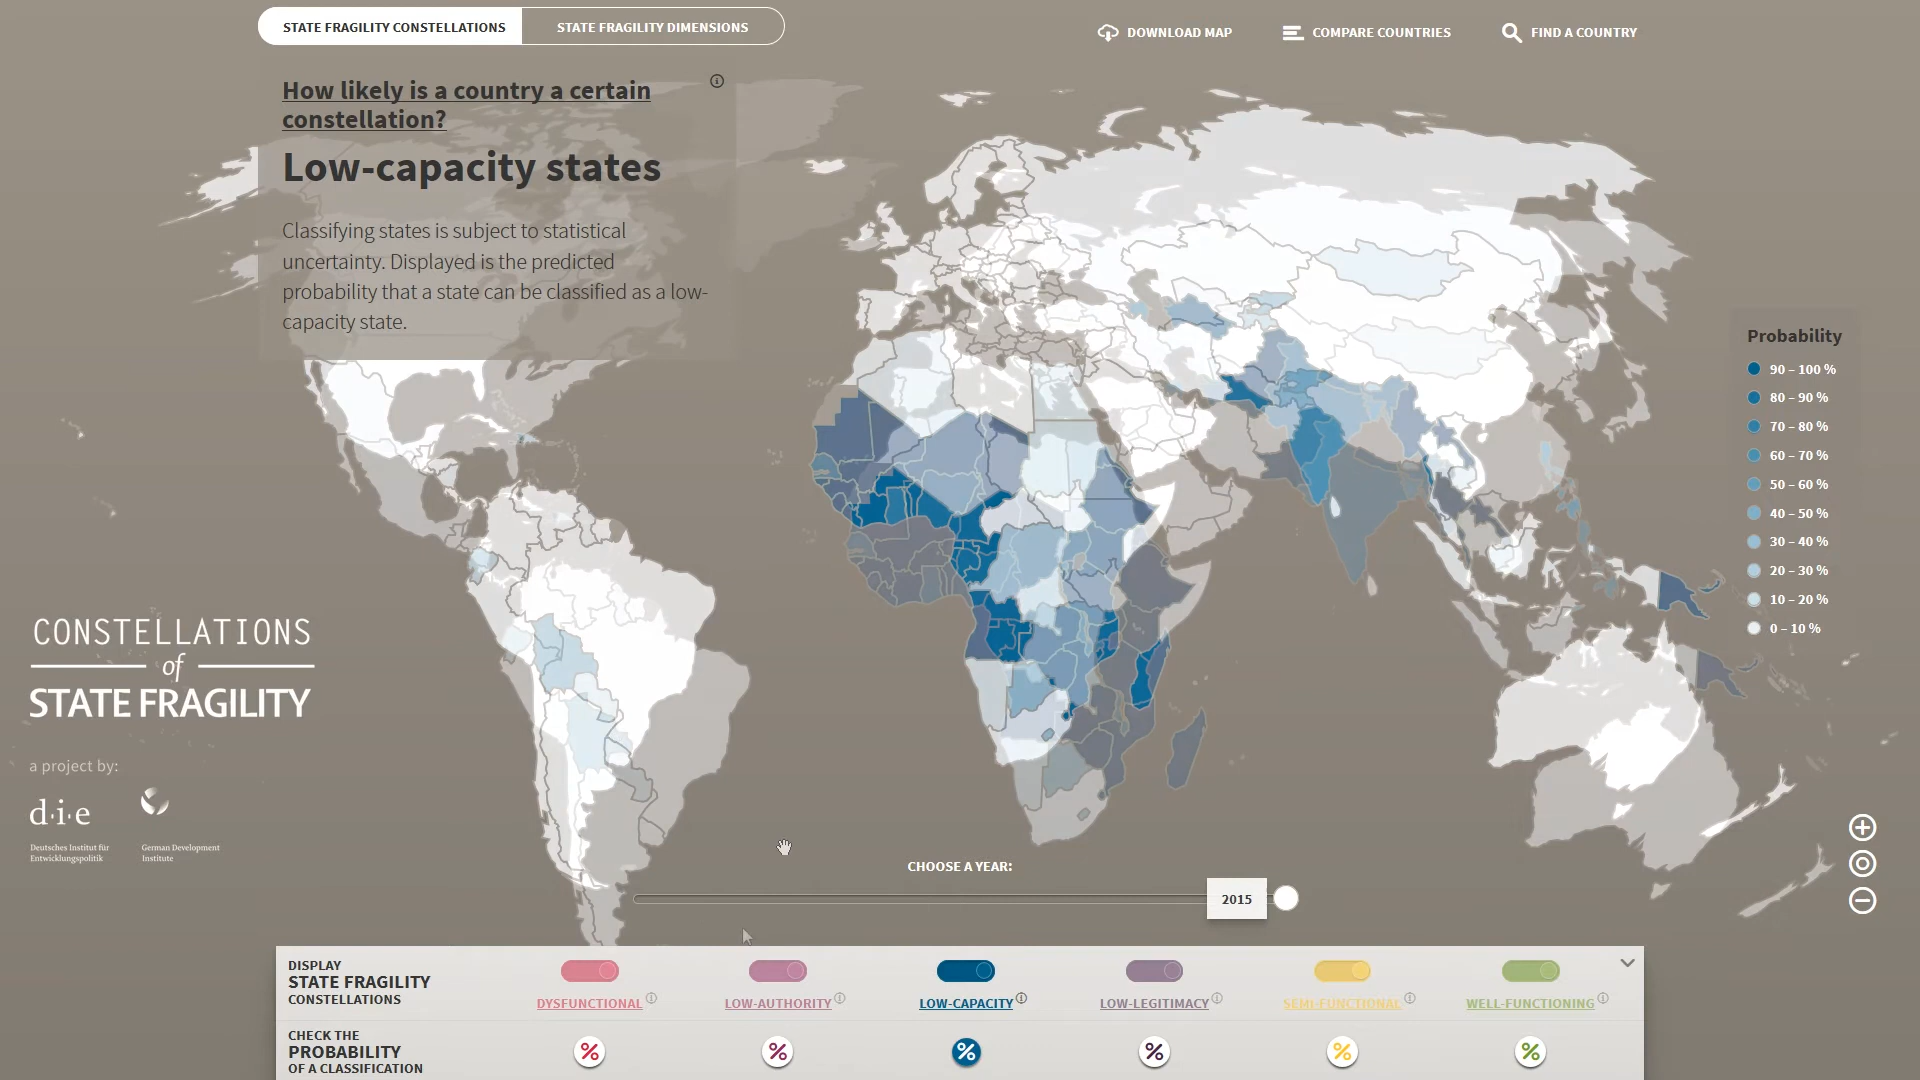 STATE FRAGILITY CONSTELLATIONS
STATE FRAGILITY DIMENSIONS
DOWNLOAD MAP
COMPARE COUNTRIES
FIND A COUNTRY
How likely is a country a certain
constellation?
Low-capacity states
Classifying states is subject to statistical
uncertainty. Displayed is the predicted
probability that a state can be classified as a low-
capacity state.
Probability
90 – 100 %
80 – 90 %
70 – 80 %
60 – 70 %
50 – 60 %
40 – 50 %
30 – 40 %
20 – 30 %
10 – 20 %
0 – 10 %
CONSTELLATIONS
of
STATE FRAGILITY
a project by:
d·i·e
Deutsches Institut für
Entwicklungspolitik
German Development
Institute
CHOOSE A YEAR:
2015
DISPLAY
STATE FRAGILITY
CONSTELLATIONS
DYSFUNCTIONAL
LOW-AUTHORITY
LOW-CAPACITY
LOW-LEGITIMACY
SEMI-FUNCTIONAL
WELL-FUNCTIONING
CHECK THE
PROBABILITY
OF A CLASSIFICATION
%
%
%
%
%
%